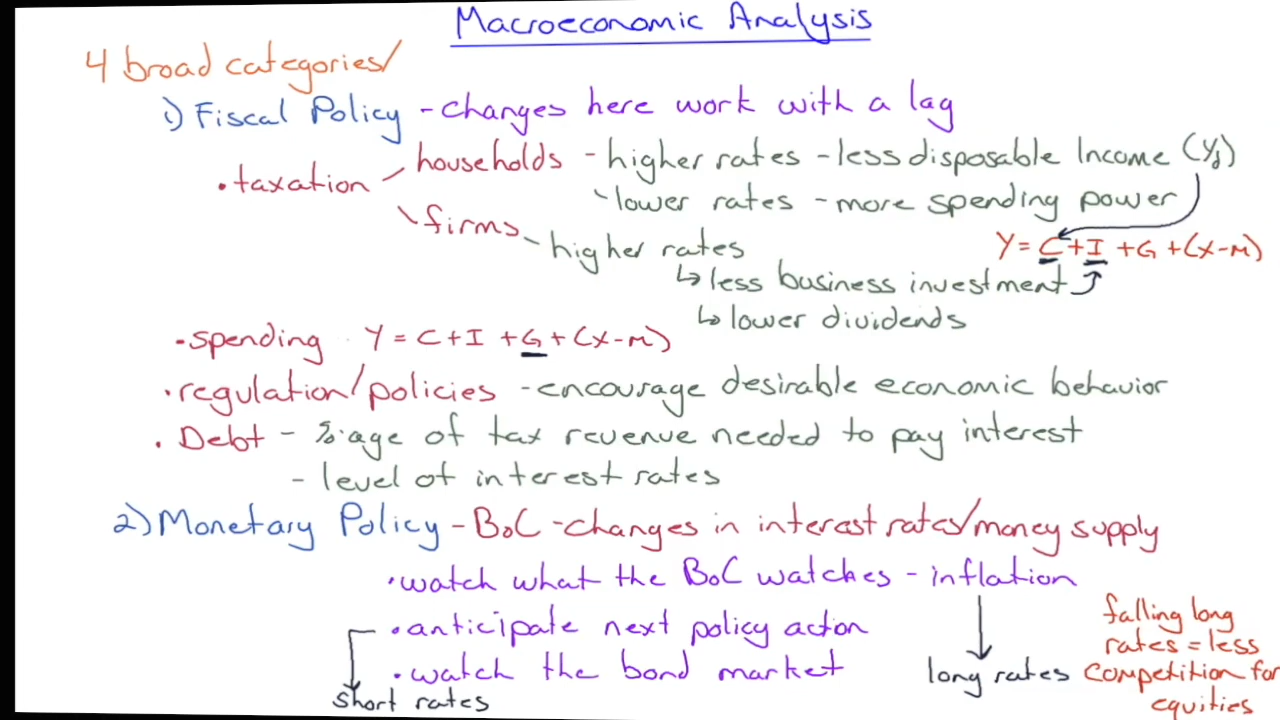 Macroeconomic Analysis
4 broad categories/
1) Fiscal Policy - changes here work with a lag
• taxation
households - higher rates - less disposable Income (Yd)
lower rates - more spending power
firms
higher rates
Y = C + I + G + (X-M)
↳ less business investment
↳ lower dividends
• spending Y = C + I + G + (X-M)
• regulation/policies - encourage desirable economic behavior
• Debt - %age of tax revenue needed to pay interest
- level of interest rates
2) Monetary Policy - BoC - changes in interest rates/money supply
• watch what the BoC watches - inflation
• anticipate next policy action
• watch the bond market
short rates
long rates
falling long
rates = less
competition for
equities